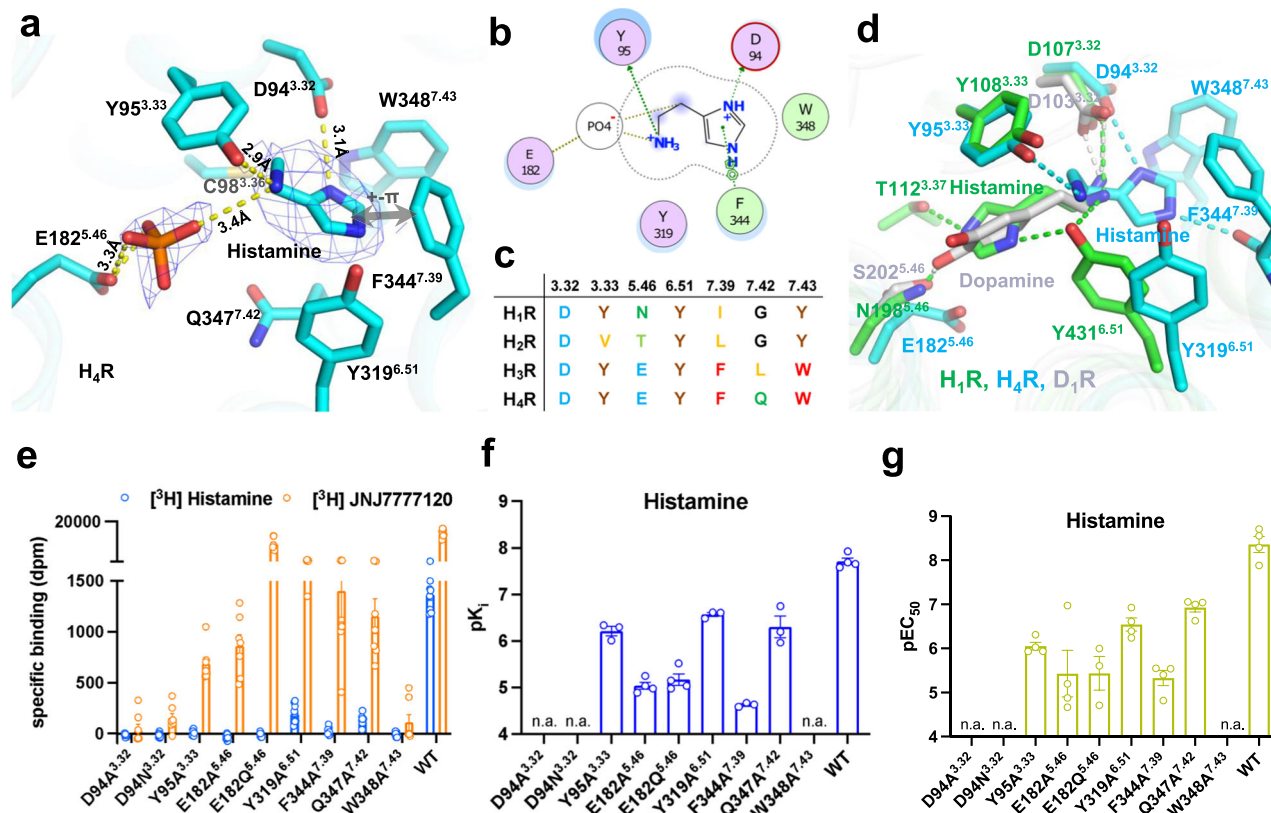 a
D94³·³²
Y95³·³³
W348⁷·⁴³
3.1Å
2.9Å
C98³·³⁶
+-π
3.4Å
E182⁵·⁴⁶
3.3Å
Histamine
F344⁷·³⁹
Q347⁷·⁴²
H₄R
Y319⁶·⁵¹
b
Y
95
D
94
NH
+
PO4
-
W
348
E
182
+
NH₃
N
H
Y
319
F
344
c
3.32 3.33 5.46 6.51 7.39 7.42 7.43
H₁R D Y N Y I G Y
H₂R D V T Y L G Y
H₃R D Y E Y F L W
H₄R D Y E Y F Q W
d
D107³·³²
Y108³·³³
D94³·³²
W348⁷·⁴³
D103³·³²
Y95³·³³
T112³·³⁷
Histamine
F344⁷·³⁹
Histamine
S202⁵·⁴⁶
Dopamine
N198⁵·⁴⁶
E182⁵·⁴⁶
Y431⁶·⁵¹
Y319⁶·⁵¹
H₁R, H₄R, D₁R
e
[³H] Histamine
[³H] JNJ7777120
specific binding (dpm)
20000
1500
1000
500
0
D94A³·³²
D94N³·³²
Y95A³·³³
E182A⁵·⁴⁶
E182Q⁵·⁴⁶
Y319A⁶·⁵¹
F344A⁷·³⁹
Q347A⁷·⁴²
W348A⁷·⁴³
WT
f
Histamine
pKᵢ
9
8
7
6
5
4
n.a.
n.a.
n.a.
D94A³·³²
D94N³·³²
Y95A³·³³
E182A⁵·⁴⁶
E182Q⁵·⁴⁶
Y319A⁶·⁵¹
F344A⁷·³⁹
Q347A⁷·⁴²
W348A⁷·⁴³
WT
g
Histamine
pEC₅₀
9
8
7
6
5
4
n.a.
n.a.
n.a.
D94A³·³²
D94N³·³²
Y95A³·³³
E182A⁵·⁴⁶
E182Q⁵·⁴⁶
Y319A⁶·⁵¹
F344A⁷·³⁹
Q347A⁷·⁴²
W348A⁷·⁴³
WT